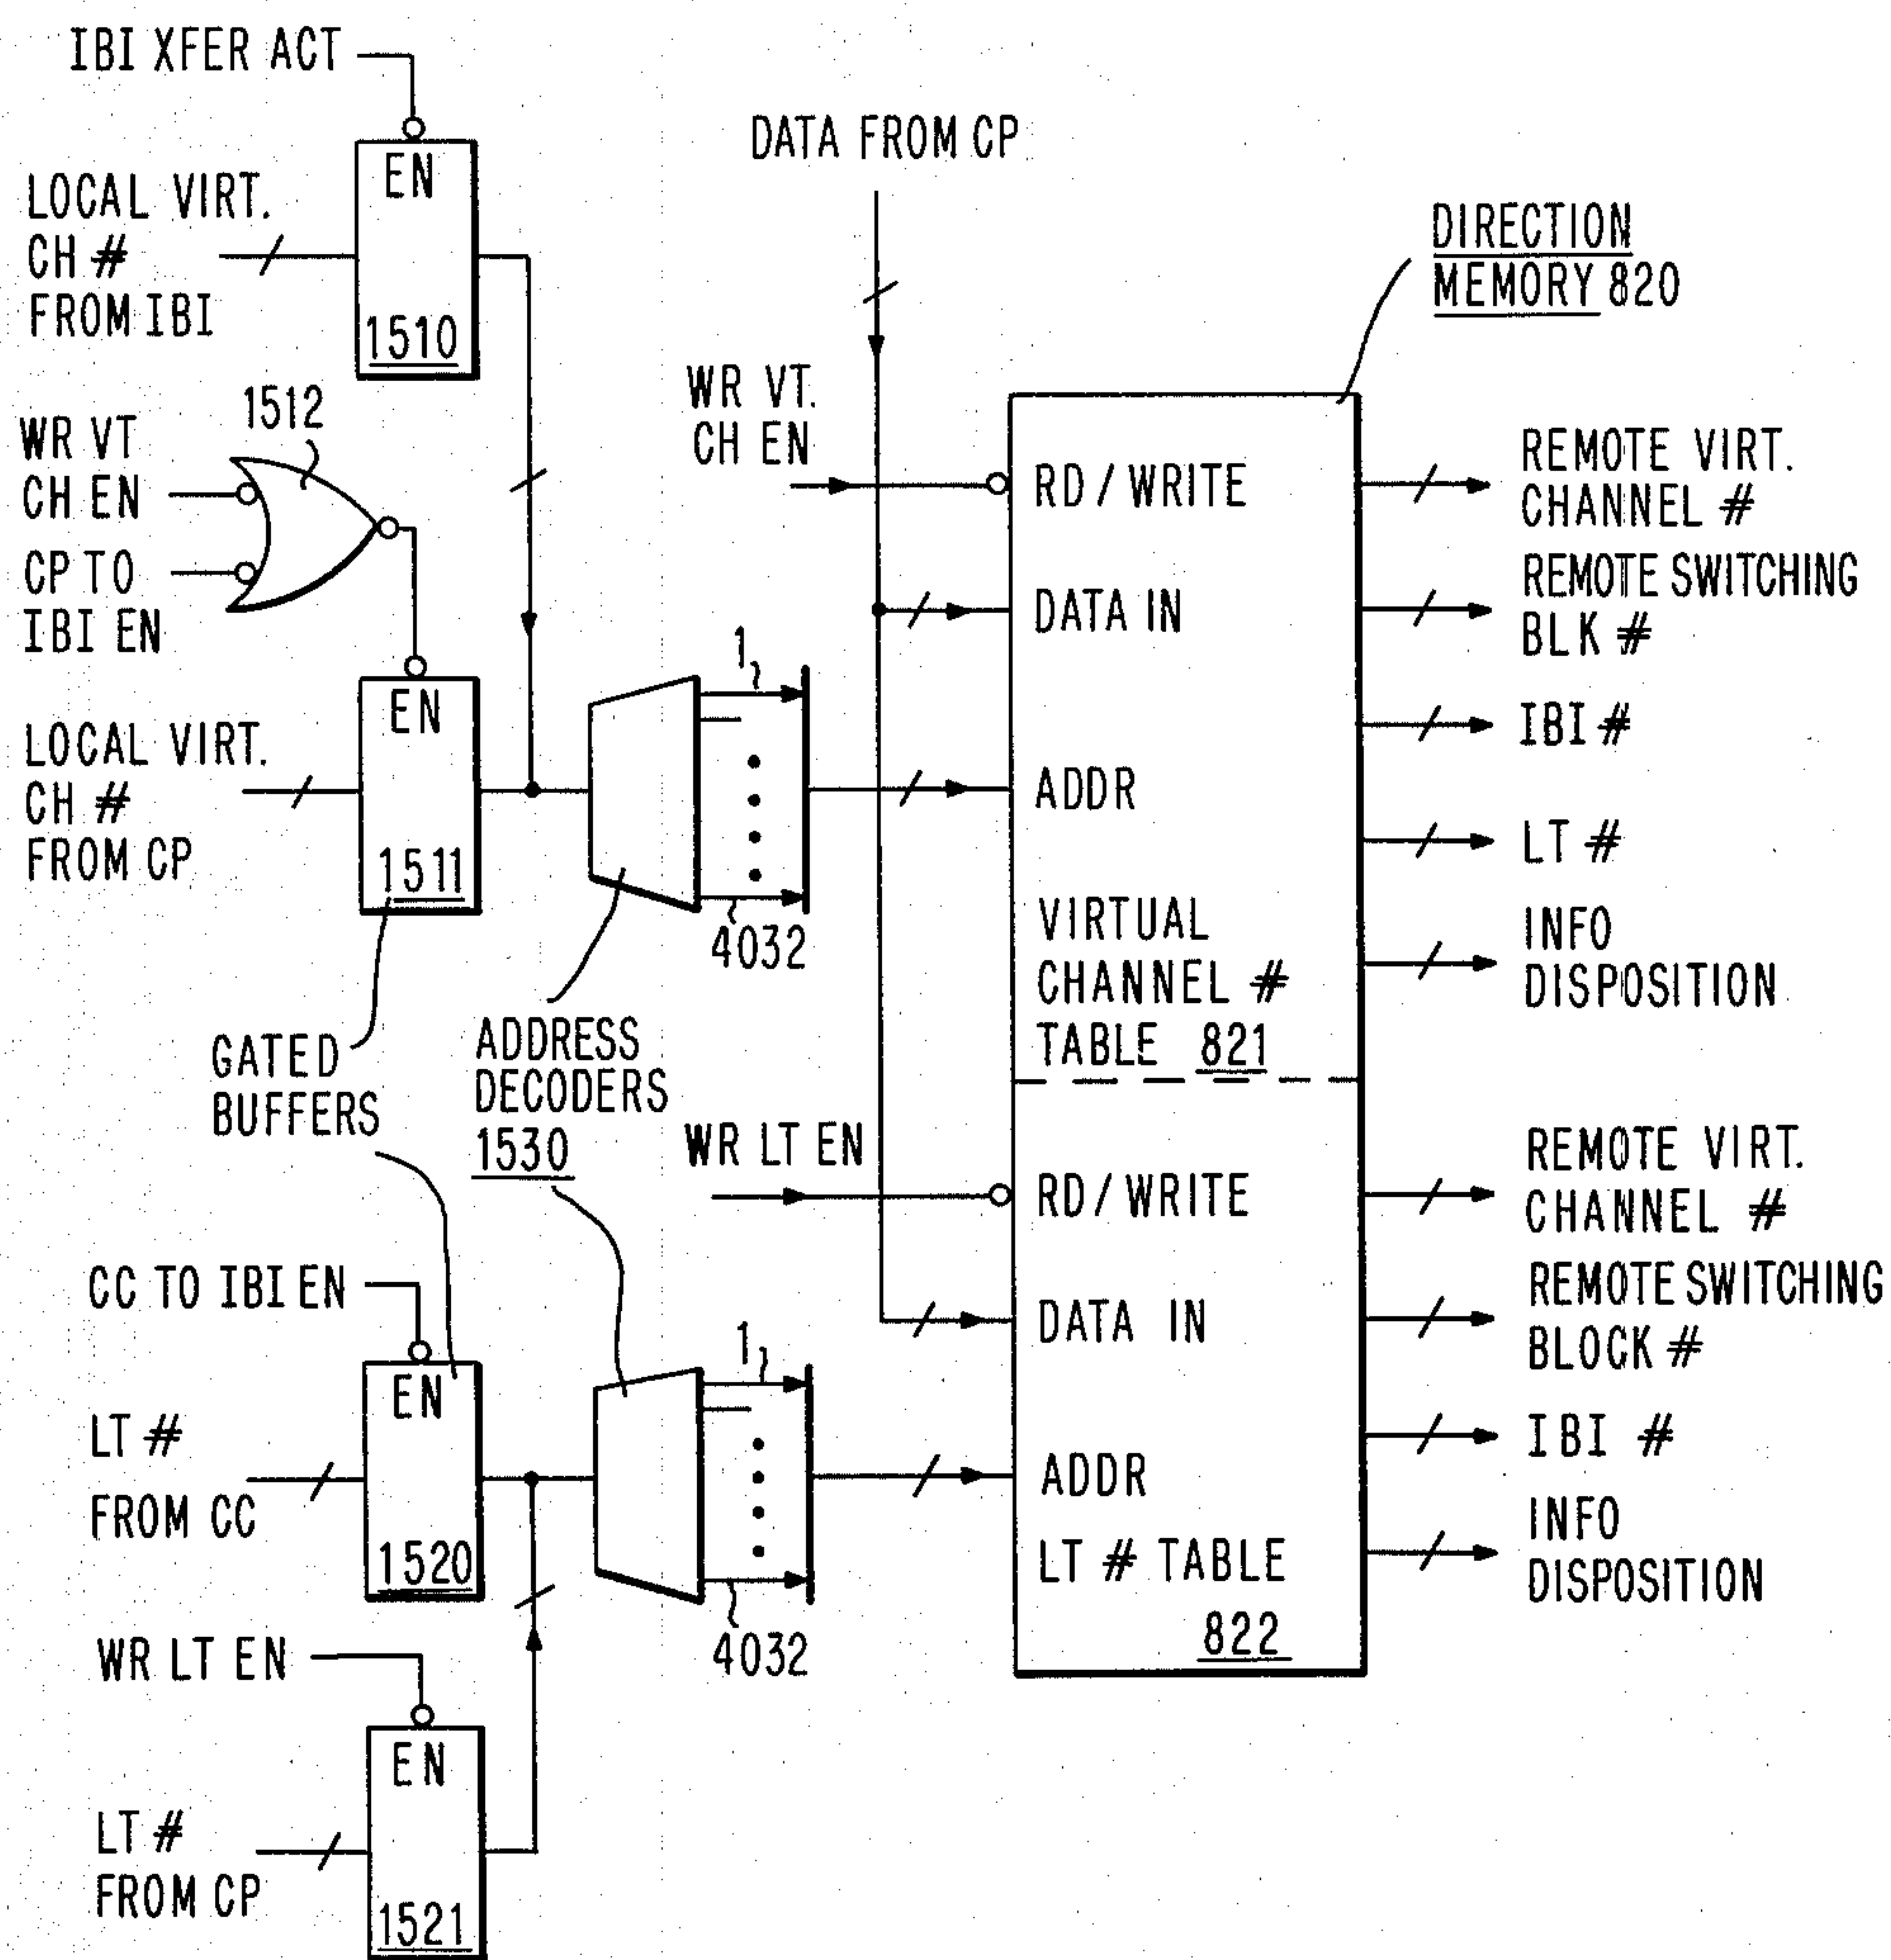 IBI XFER ACT
EN
LOCAL VIRT.
CH #
FROM IBI
1510
1512
WR VT
CH EN
CP TO
IBI EN
EN
LOCAL VIRT.
CH #
FROM CP
1511
1
4032
GATED
BUFFERS
ADDRESS
DECODERS
1530
DATA FROM CP
WR VT.
CH EN
DIRECTION
MEMORY 820
RD / WRITE
DATA IN
ADDR
VIRTUAL
CHANNEL #
TABLE 821
REMOTE VIRT.
CHANNEL #
REMOTE SWITCHING
BLK #
IBI #
LT #
INFO
DISPOSITION
WR LT EN
RD / WRITE
DATA IN
ADDR
LT # TABLE
822
REMOTE VIRT.
CHANNEL #
REMOTE SWITCHING
BLOCK #
IBI #
INFO
DISPOSITION
CC TO IBI EN
EN
LT #
FROM CC
1520
1
4032
WR LT EN
EN
LT #
FROM CP
1521